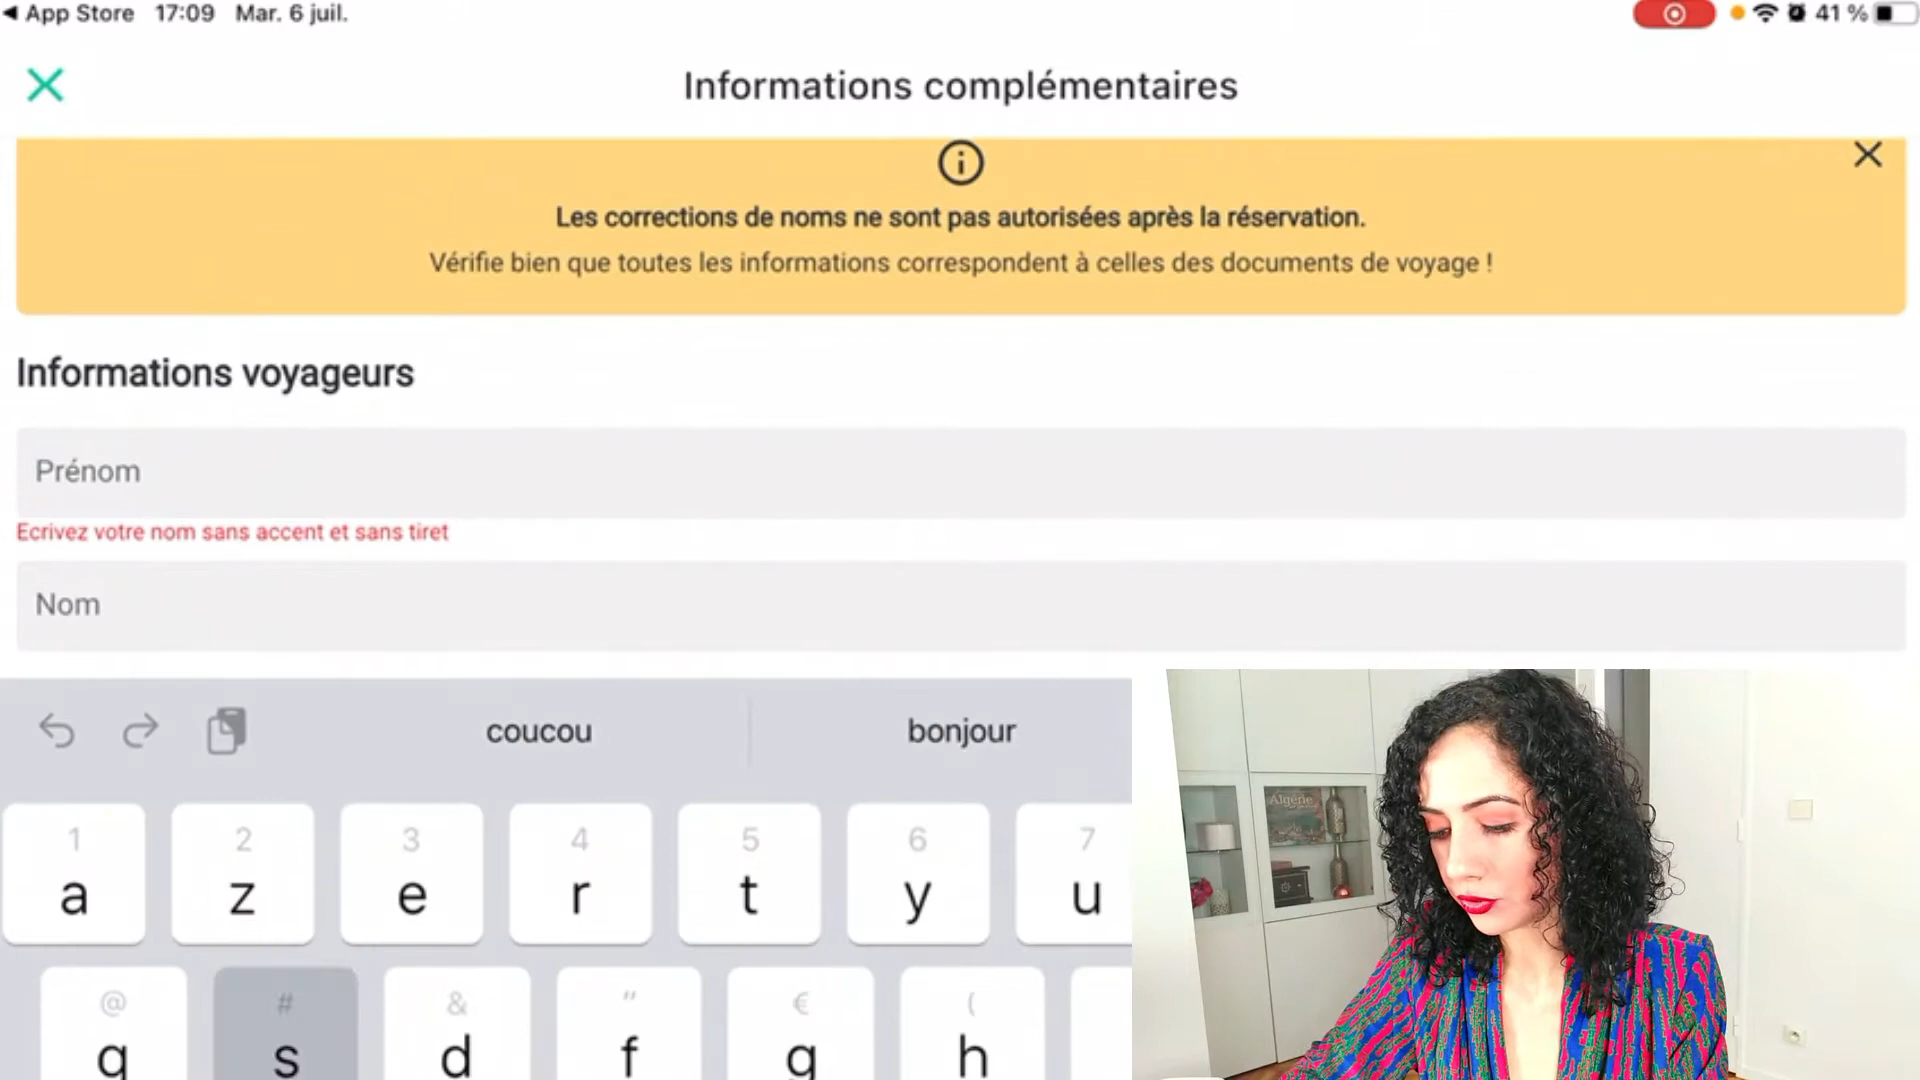 App Store 17:09 Mar. 6 juil.
41 %
Informations complémentaires
Les corrections de noms ne sont pas autorisées après la réservation.
Vérifie bien que toutes les informations correspondent à celles des documents de voyage !
Informations voyageurs
Prénom
Ecrivez votre nom sans accent et sans tiret
Nom
coucou bonjour
1 2 3 4 5 6 7
a z e r t y u
@ # & " € (
q s d f g h
Algérie